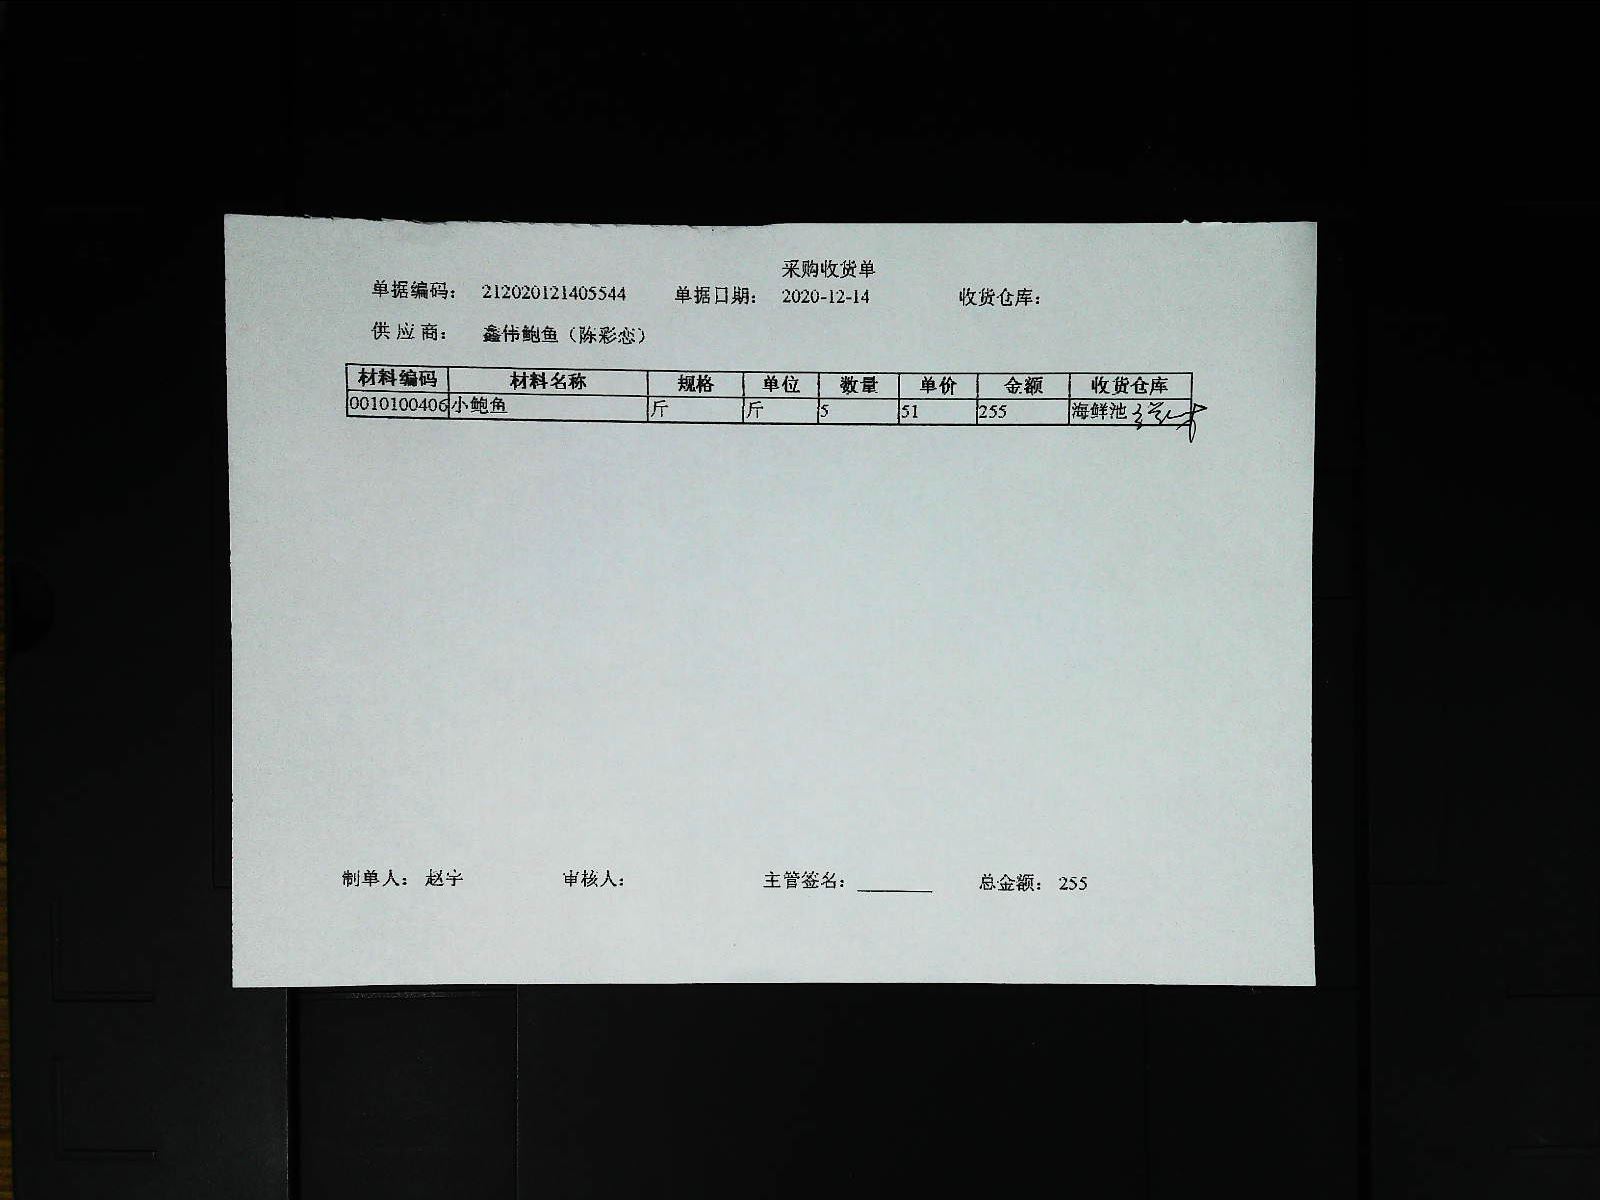 采购收货单
单据编码： 212020121405544 单据日期： 2020-12-14 收货仓库：
供 应 商： 鑫伟鲍鱼（陈彩恋）
材料编码 材料名称 规格 单位 数量 单价 金额 收货仓库
0010100406 小鲍鱼 斤 斤 5 51 255 海鲜池
制单人： 赵宇 审核人： 主管签名： 总金额： 255